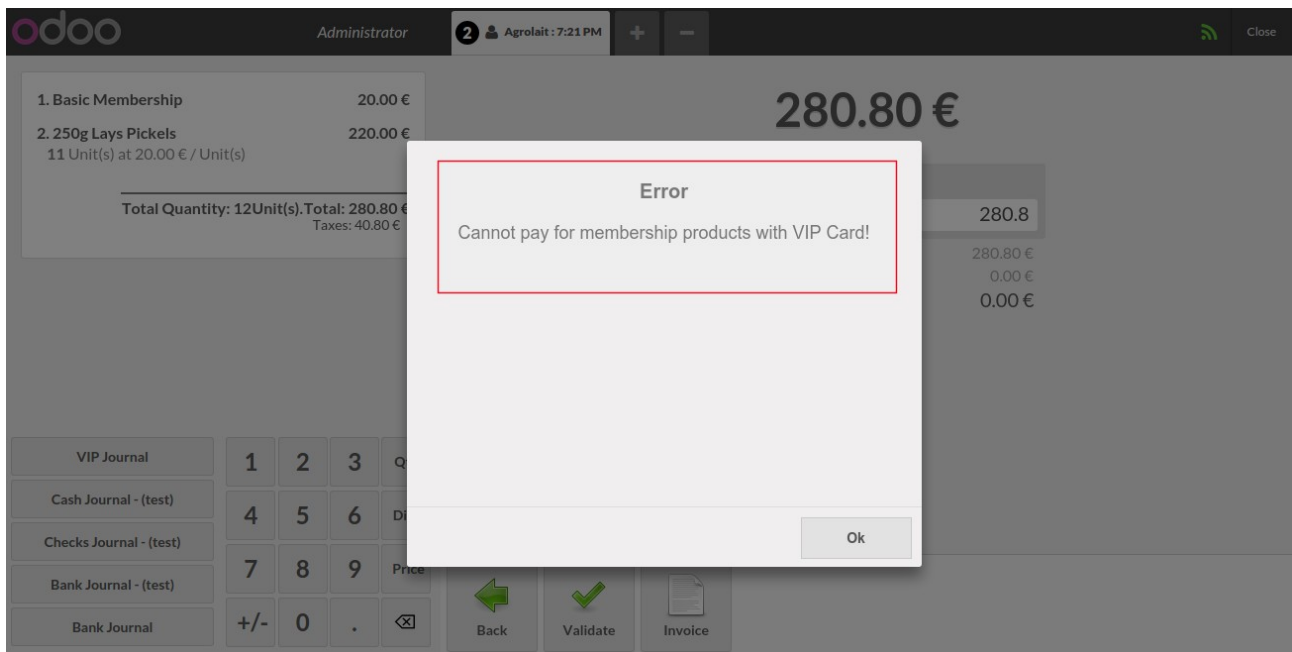 odoo Administrator 2 Agrolait : 7:21 PM + − Close
1. Basic Membership 20.00 €
2. 250g Lays Pickels 220.00 €
11 Unit(s) at 20.00 € / Unit(s)
Total Quantity: 12Unit(s).Total: 280.80 €
Taxes: 40.80 €
280.80 €
280.8
280.80 €
0.00 €
0.00 €
Error
Cannot pay for membership products with VIP Card!
Ok
VIP Journal
Cash Journal - (test)
Checks Journal - (test)
Bank Journal - (test)
Bank Journal
1 2 3
4 5 6
7 8 9 Price
+/- 0 .
Back Validate Invoice